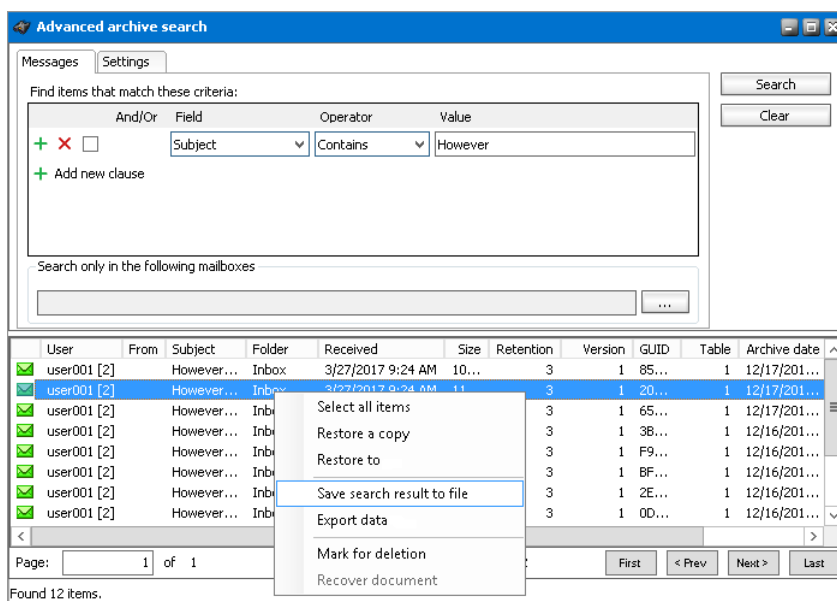 Advanced archive search
Messages Settings
Find items that match these criteria:
Search
And/Or Field Operator Value
Clear
Subject Contains However
Add new clause
Search only in the following mailboxes
...
User From Subject Folder Received Size Retention Version GUID Table Archive date
user001 [2] However... Inbox 3/27/2017 9:24 AM 10... 3 1 85... 1 12/17/201...
user001 [2] However... Inbox 3/27/2017 9:24 AM 11 3 1 20... 1 12/17/201...
user001 [2] However... Inb 3 1 65... 1 12/17/201...
user001 [2] However... Inb 3 1 3B... 1 12/16/201...
user001 [2] However... Inb 3 1 F9... 1 12/16/201...
user001 [2] However... Inb 3 1 BF... 1 12/16/201...
user001 [2] However... Inb 3 1 2E... 1 12/16/201...
user001 [2] However... Inb 3 1 0D... 1 12/16/201...
Select all items
Restore a copy
Restore to
Save search result to file
Export data
Mark for deletion
Recover document
Page: 1 of 1 First < Prev Next > Last
Found 12 items.